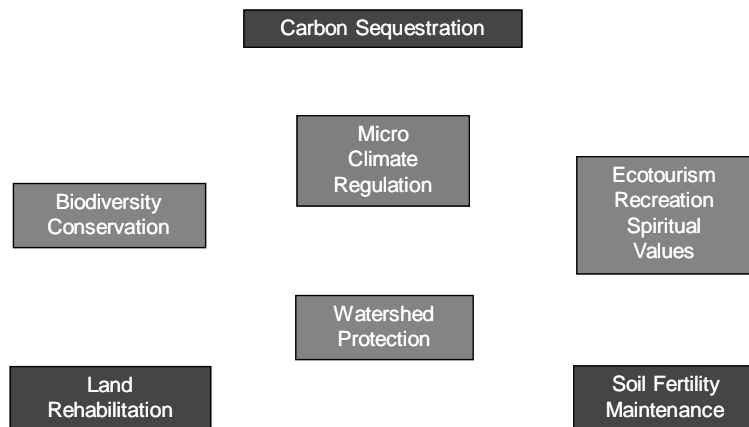 Carbon Sequestration
Micro
Climate
Regulation
Ecotourism
Recreation
Spiritual
Values
Biodiversity
Conservation
Watershed
Protection
Land
Rehabilitation
Soil Fertility
Maintenance